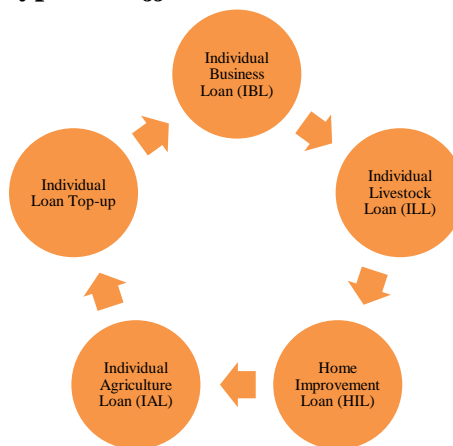 Individual
Business
Loan (IBL)
Individual
Livestock
Loan (ILL)
Home
Improvement
Loan (HIL)
Individual
Agriculture
Loan (IAL)
Individual
Loan Top-up